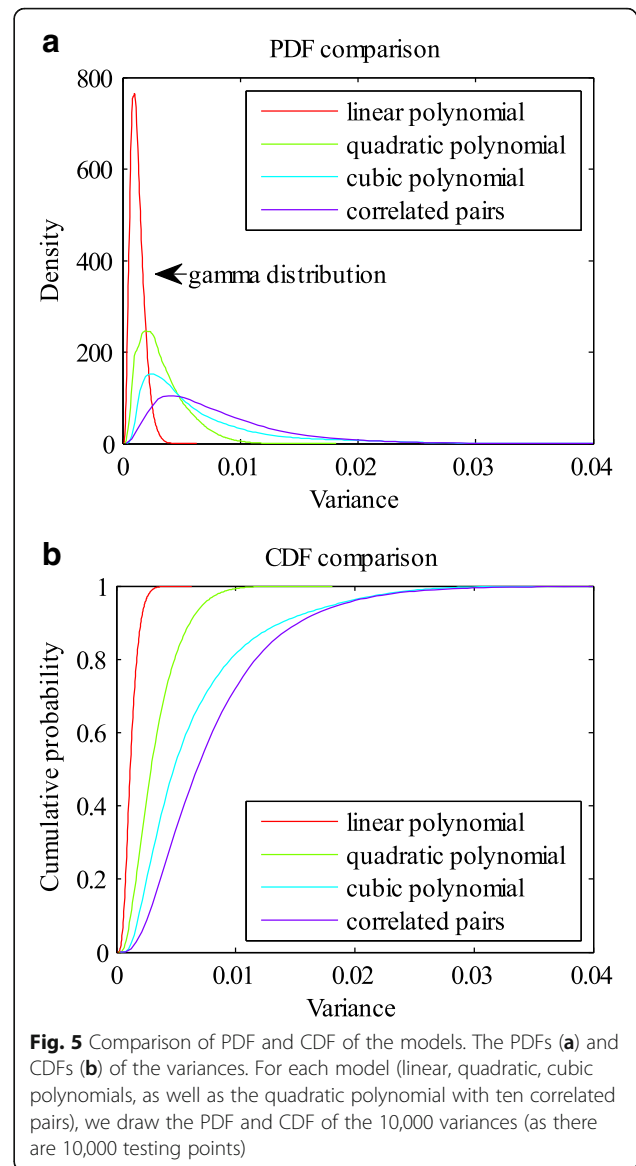 a
PDF comparison
800
600
400
200
0
Density
linear polynomial
quadratic polynomial
cubic polynomial
correlated pairs
gamma distribution
0 0.01 0.02 0.03 0.04
Variance
b
CDF comparison
1
0.8
0.6
0.4
0.2
0
Cumulative probability
linear polynomial
quadratic polynomial
cubic polynomial
correlated pairs
0 0.01 0.02 0.03 0.04
Variance
Fig. 5 Comparison of PDF and CDF of the models. The PDFs (a) and
CDFs (b) of the variances. For each model (linear, quadratic, cubic
polynomials, as well as the quadratic polynomial with ten correlated
pairs), we draw the PDF and CDF of the 10,000 variances (as there
are 10,000 testing points)